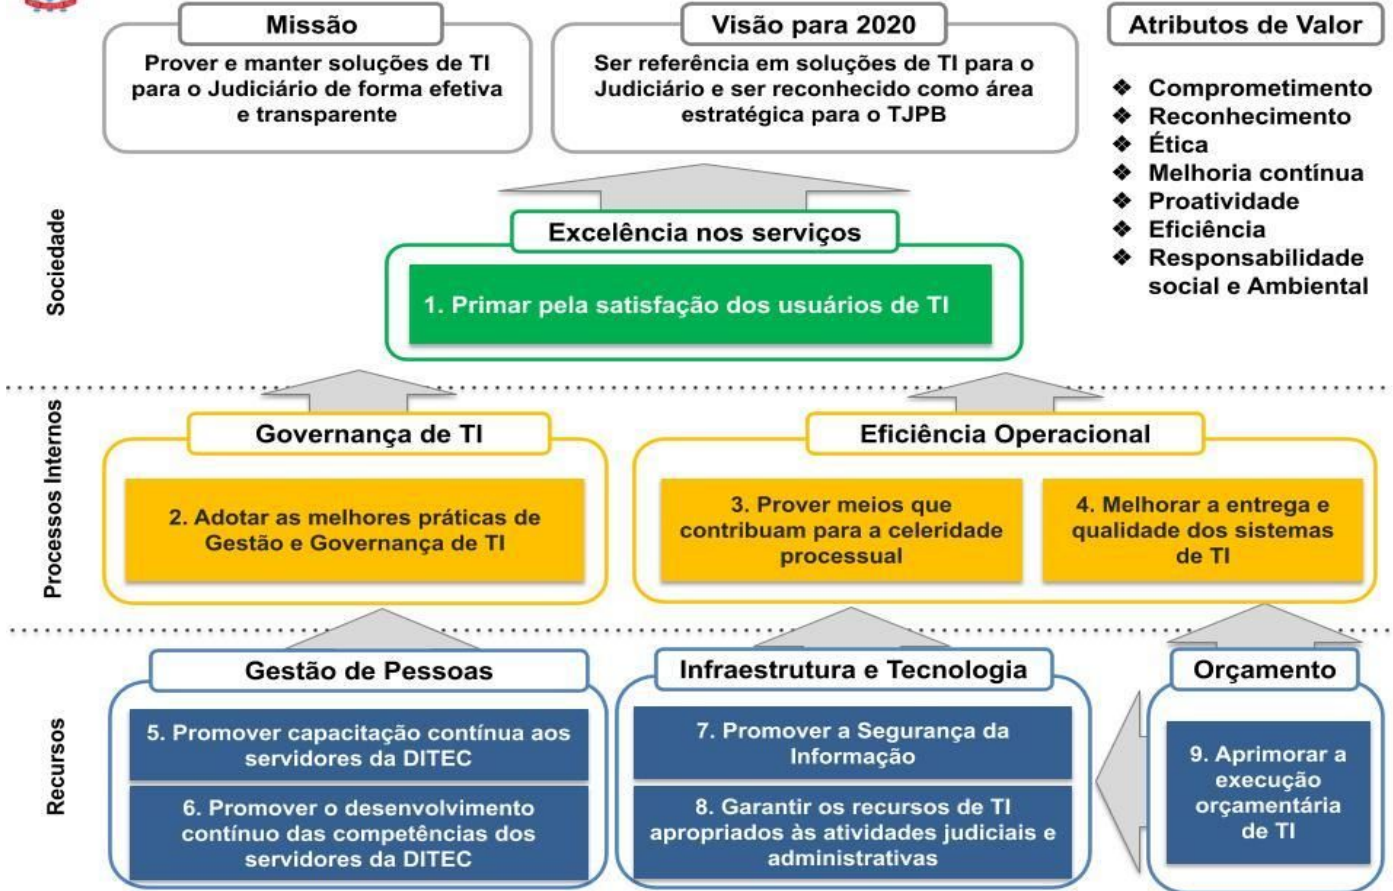 Missão
Prover e manter soluções de TI
para o Judiciário de forma efetiva
e transparente
Visão para 2020
Ser referência em soluções de TI para o
Judiciário e ser reconhecido como área
estratégica para o TJPB
Atributos de Valor
❖ Comprometimento
❖ Reconhecimento
❖ Ética
❖ Melhoria contínua
❖ Proatividade
❖ Eficiência
❖ Responsabilidade
social e Ambiental
Sociedade
Excelência nos serviços
1. Primar pela satisfação dos usuários de TI
Processos Internos
Governança de TI
2. Adotar as melhores práticas de
Gestão e Governança de TI
Eficiência Operacional
3. Prover meios que
contribuam para a celeridade
processual
4. Melhorar a entrega e
qualidade dos sistemas
de TI
Recursos
Gestão de Pessoas
5. Promover capacitação contínua aos
servidores da DITEC
6. Promover o desenvolvimento
contínuo das competências dos
servidores da DITEC
Infraestrutura e Tecnologia
7. Promover a Segurança da
Informação
8. Garantir os recursos de TI
apropriados às atividades judiciais e
administrativas
Orçamento
9. Aprimorar a
execução
orçamentária
de TI